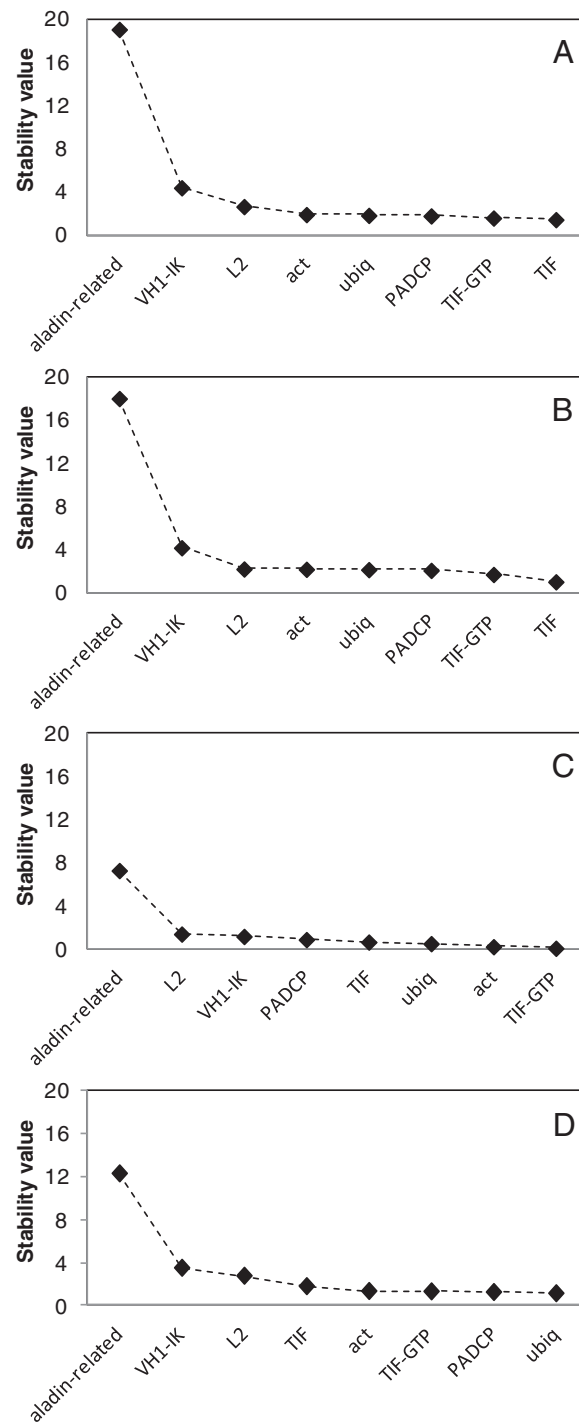 A
Stability value
20
16
12
8
4
0
aladin-related
VH1-IK
L2
act
ubiq
PADCP
TIF-GTP
TIF
B
Stability value
20
16
12
8
4
0
aladin-related
VH1-IK
L2
act
ubiq
PADCP
TIF-GTP
TIF
C
Stability value
20
16
12
8
4
0
aladin-related
L2
VH1-IK
PADCP
TIF
ubiq
act
TIF-GTP
D
Stability value
20
16
12
8
4
0
aladin-related
VH1-IK
L2
TIF
act
TIF-GTP
PADCP
ubiq